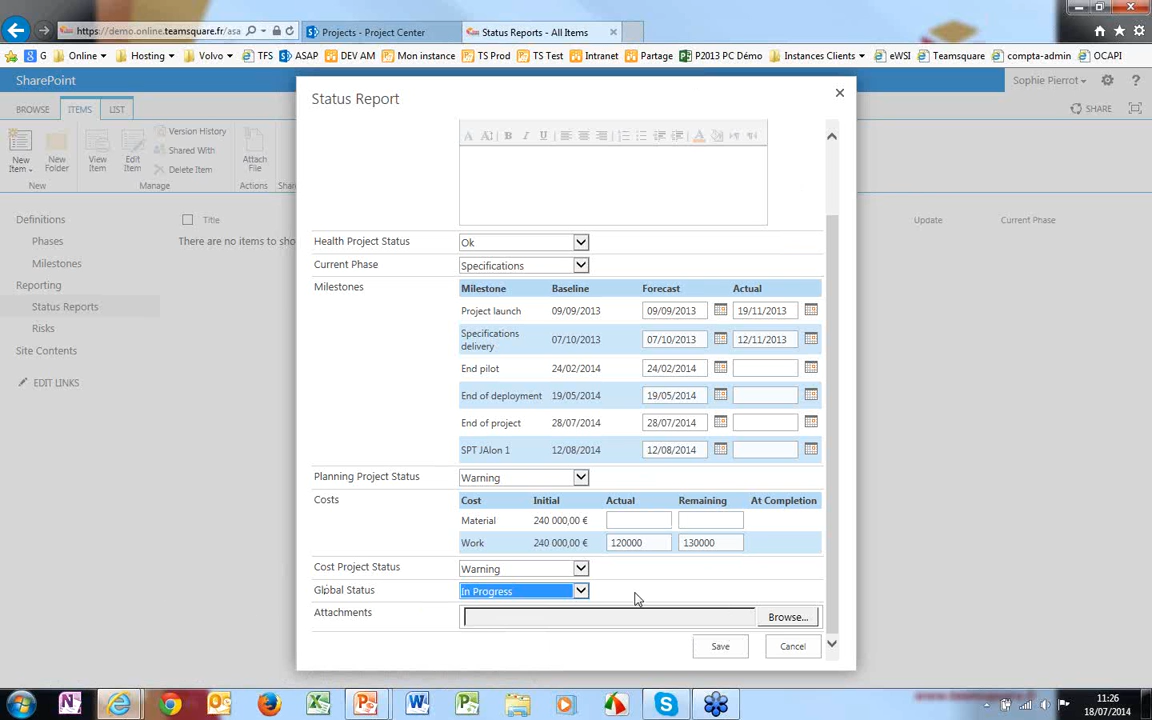 https://demo.online.teamsquare.fr/asa
Projects - Project Center
Status Reports - All Items
G
Online
Hosting
Volvo
TFS
ASAP
DEV AM
Mon instance
TS Prod
TS Test
Instantin
Partage
P2013 PC Démo
Instances Clients
eWSI
Teamsquare
compta-admin
OCAPI
SharePoint
Sophie Pierrot
?
BROWSE
ITEMS
LIST
SHARE
New Item
New Folder
View Item
Edit Item
Version History
Shared With
Delete Item
Attach File
New
Manage
Actions
Definitions
Phases
Milestones
Reporting
Status Reports
Risks
Site Contents
EDIT LINKS
Title
There are no items to sho
Update
Current Phase
Status Report
Health Project Status
Ok
Current Phase
Specifications
Milestones
Milestone Baseline Forecast Actual
Project launch 09/09/2013 09/09/2013 19/11/2013
Specifications delivery 07/10/2013 07/10/2013 12/11/2013
End pilot 24/02/2014 24/02/2014
End of deployment 19/05/2014 19/05/2014
End of project 28/07/2014 28/07/2014
SPT JAlon 1 12/08/2014 12/08/2014
Planning Project Status
Warning
Costs
Cost Initial Actual Remaining At Completion
Material 240 000,00 €
Work 240 000,00 € 120000 130000
Cost Project Status
Warning
Global Status
In Progress
Attachments
Browse...
Save
Cancel
11:26
18/07/2014